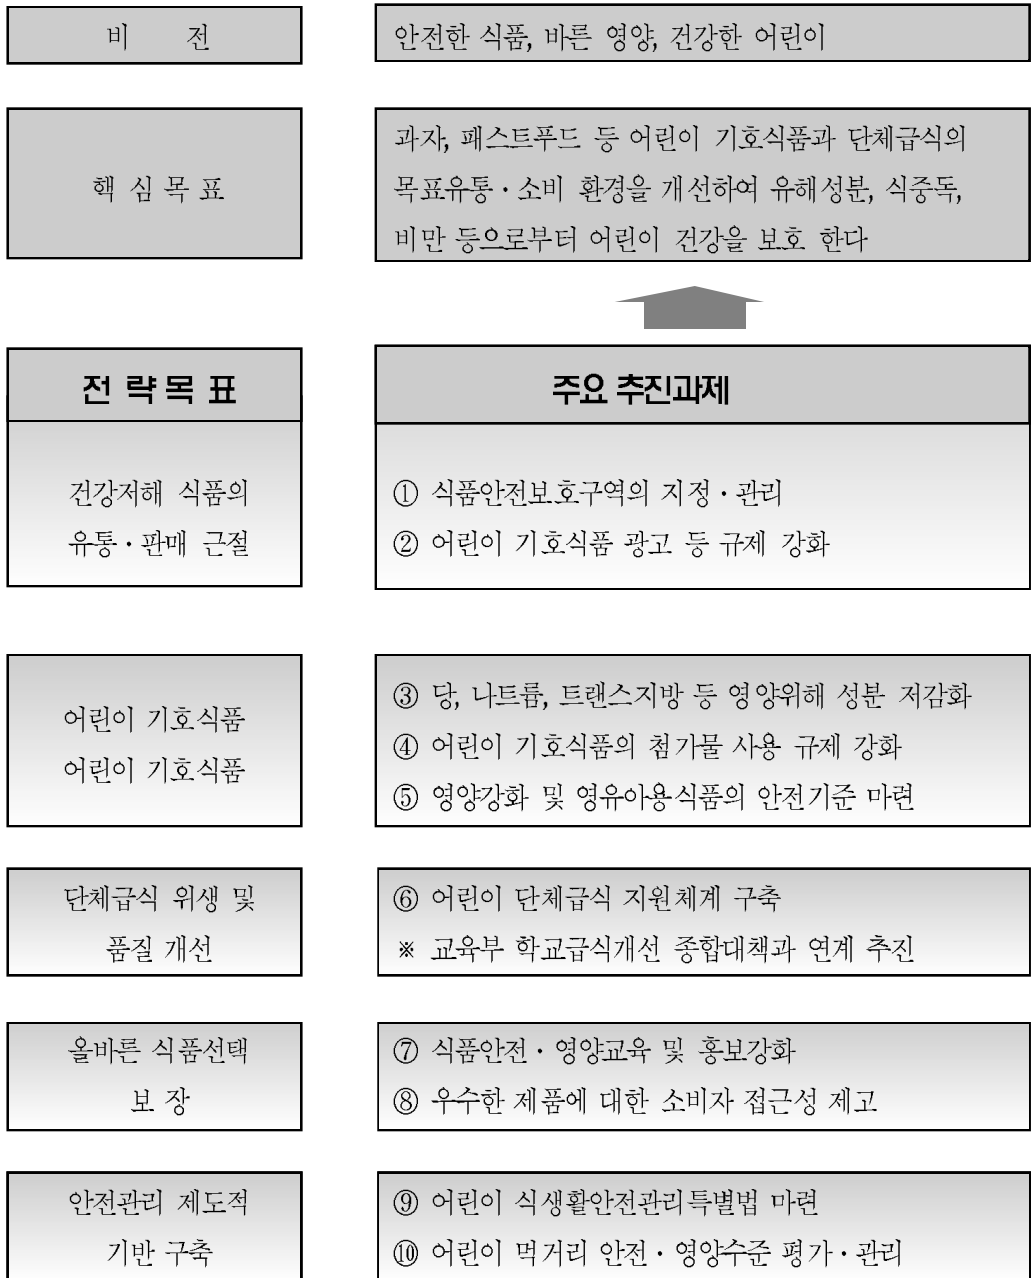 비 전
안전한 식품, 바른 영양, 건강한 어린이
핵 심 목 표
과자, 패스트푸드 등 어린이 기호식품과 단체급식의
목표유통·소비 환경을 개선하여 유해성분, 식중독,
비만 등으로부터 어린이 건강을 보호 한다
전 략 목 표
주요 추진과제
건강저해 식품의
유통·판매 근절
① 식품안전보호구역의 지정·관리
② 어린이 기호식품 광고 등 규제 강화
어린이 기호식품
어린이 기호식품
③ 당, 나트륨, 트랜스지방 등 영양위해 성분 저감화
④ 어린이 기호식품의 첨가물 사용 규제 강화
⑤ 영양강화 및 영유아용식품의 안전기준 마련
단체급식 위생 및
품질 개선
⑥ 어린이 단체급식 지원체계 구축
※ 교육부 학교급식개선 종합대책과 연계 추진
올바른 식품선택
보 장
⑦ 식품안전·영양교육 및 홍보강화
⑧ 우수한 제품에 대한 소비자 접근성 제고
안전관리 제도적
기반 구축
⑨ 어린이 식생활안전관리특별법 마련
⑩ 어린이 먹거리 안전·영양수준 평가·관리